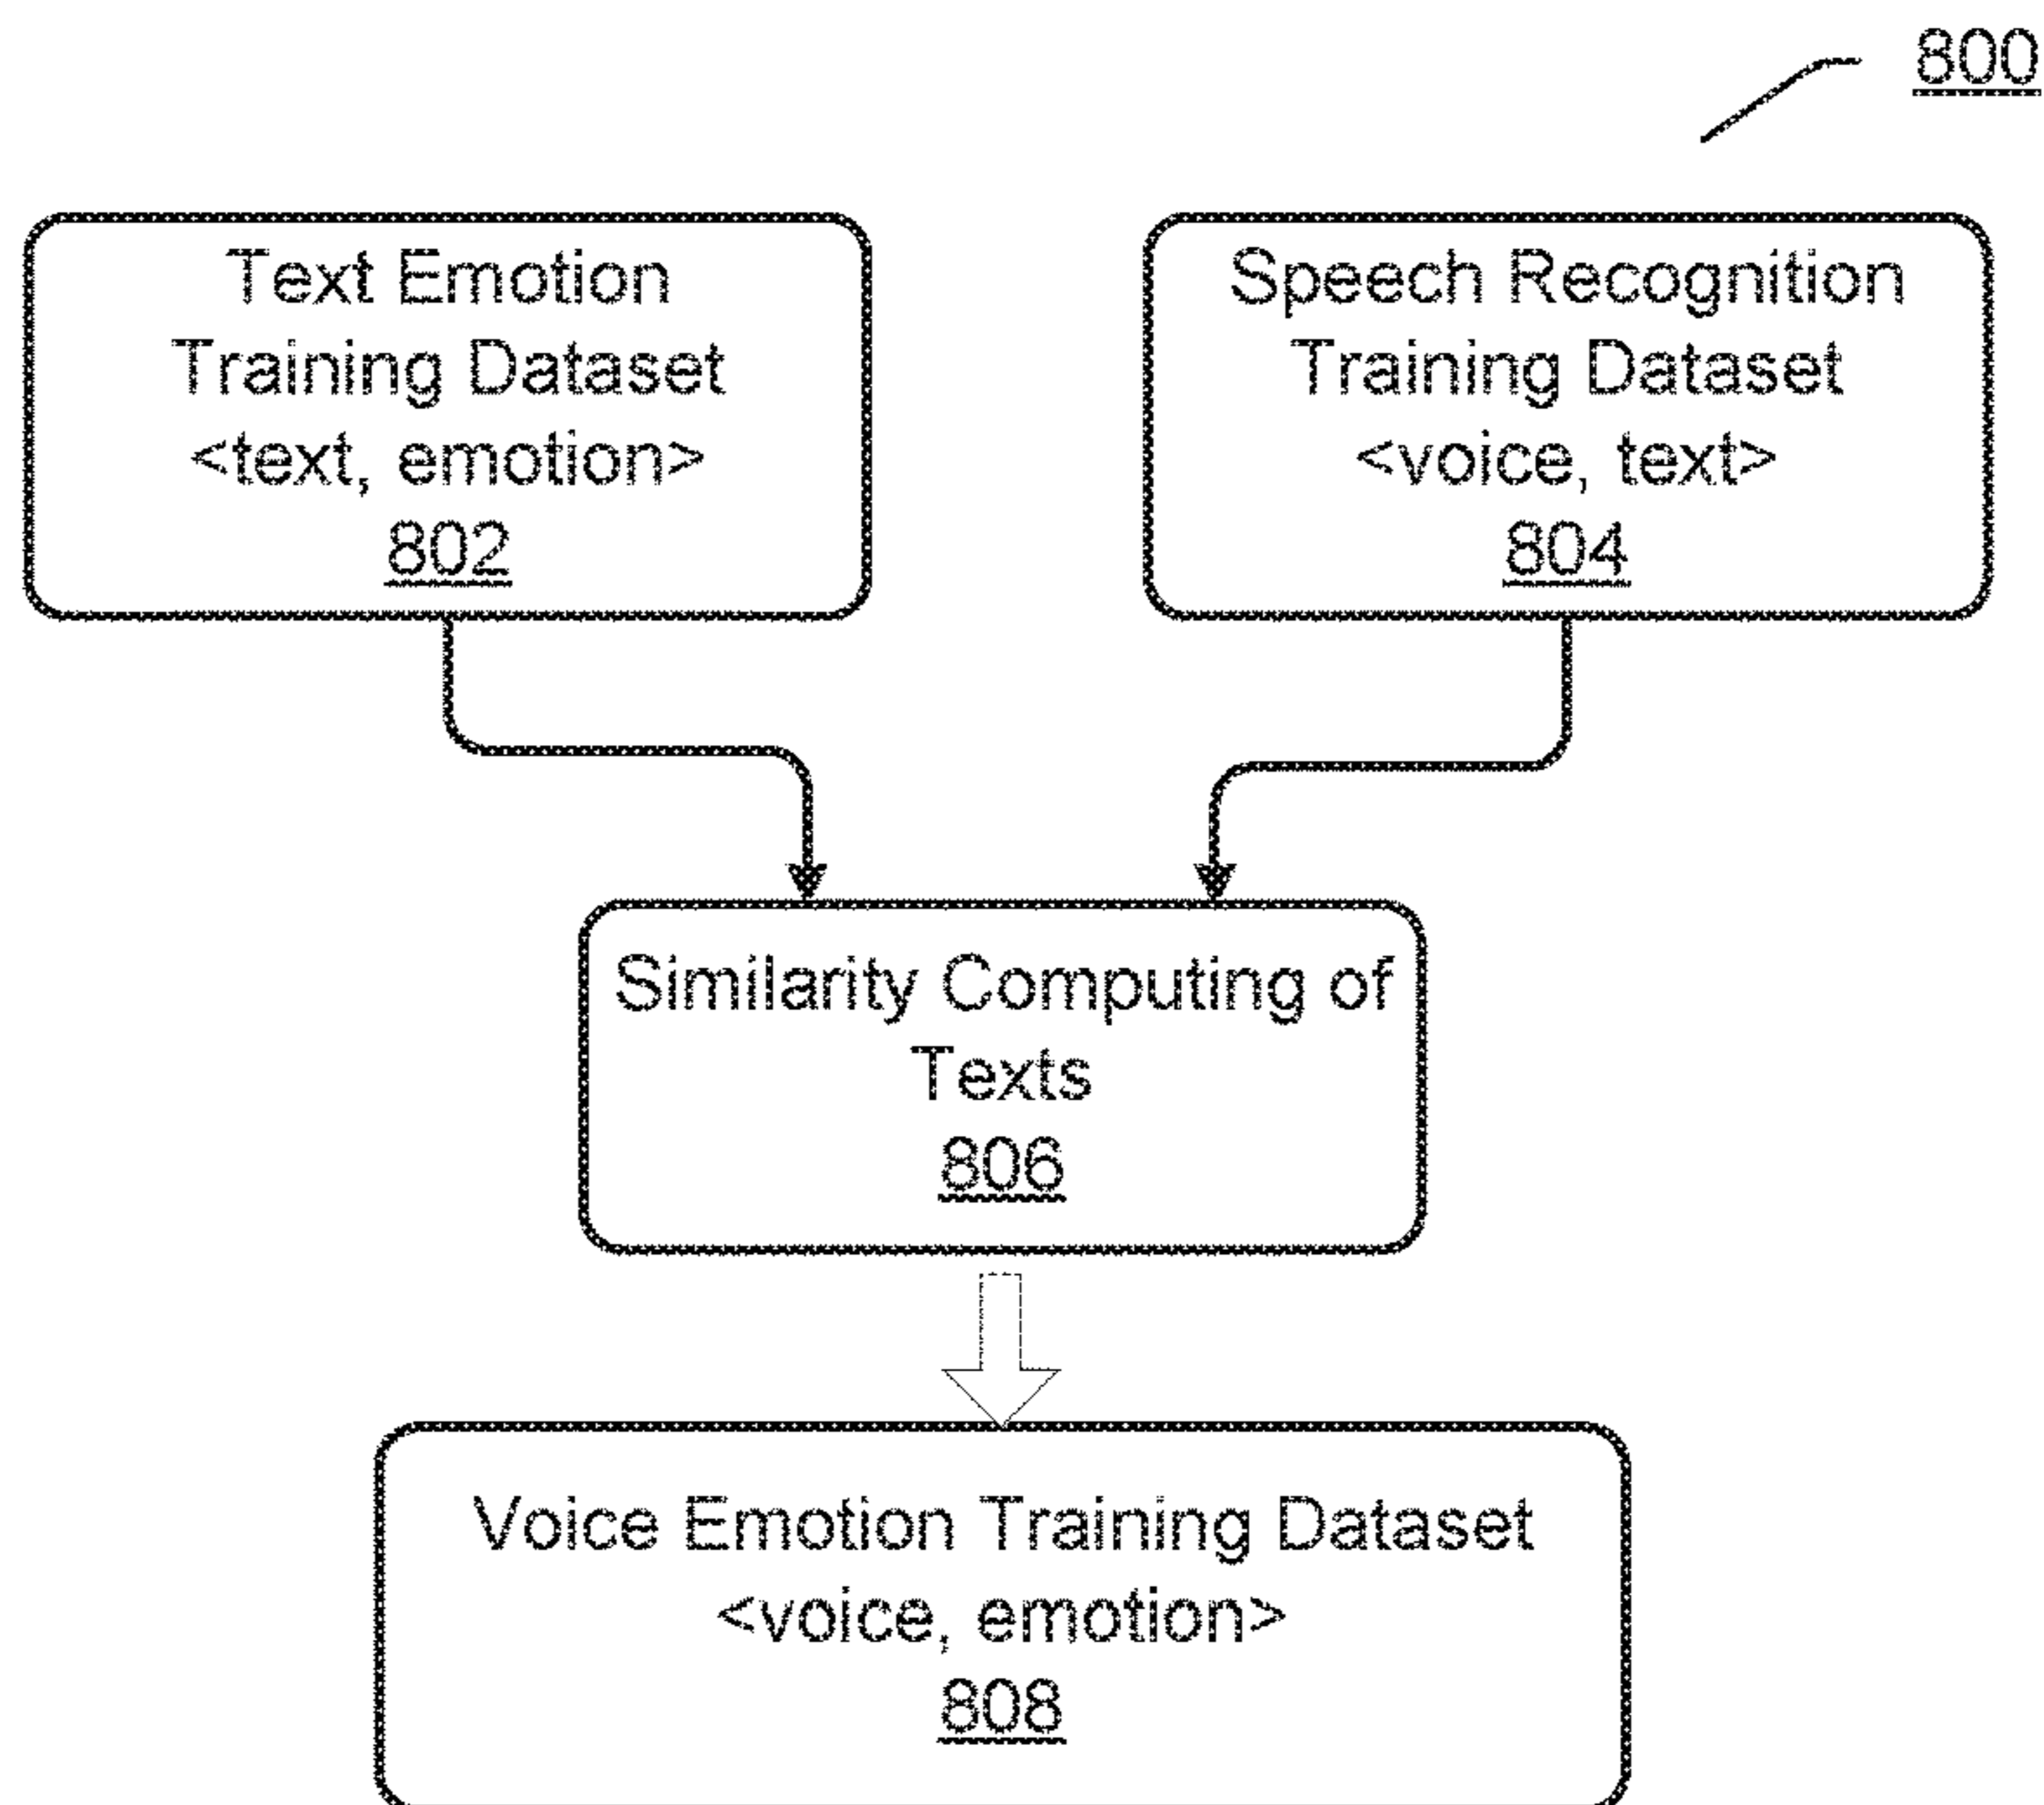 800
Text Emotion
Training Dataset
<text, emotion>
802
Speech Recognition
Training Dataset
<voice, text>
804
Similarity Computing of
Texts
806
Voice Emotion Training Dataset
<voice, emotion>
808